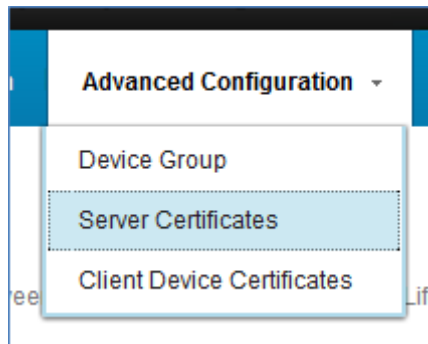 Advanced Configuration
Device Group
Server Certificates
Client Device Certificates